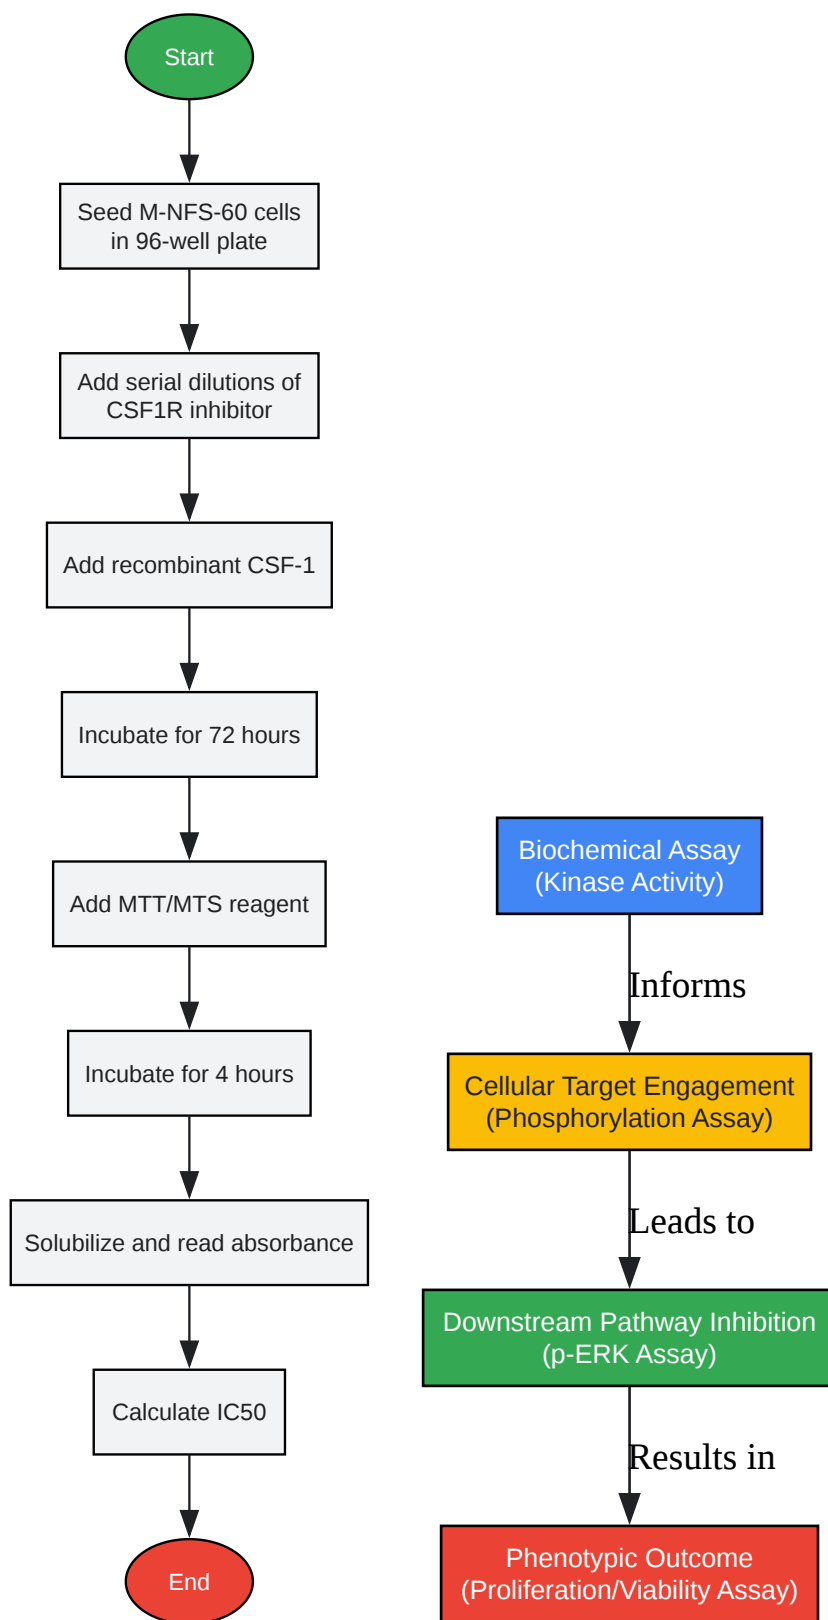 Start
Seed M-NFS-60 cells
in 96-well plate
Add serial dilutions of
CSF1R inhibitor
Add recombinant CSF-1
Incubate for 72 hours
Add MTT/MTS reagent
Incubate for 4 hours
Solubilize and read absorbance
Calculate IC50
End
Biochemical Assay
(Kinase Activity)
Informs
Cellular Target Engagement
(Phosphorylation Assay)
Leads to
Downstream Pathway Inhibition
(p-ERK Assay)
Results in
Phenotypic Outcome
(Proliferation/Viability Assay)